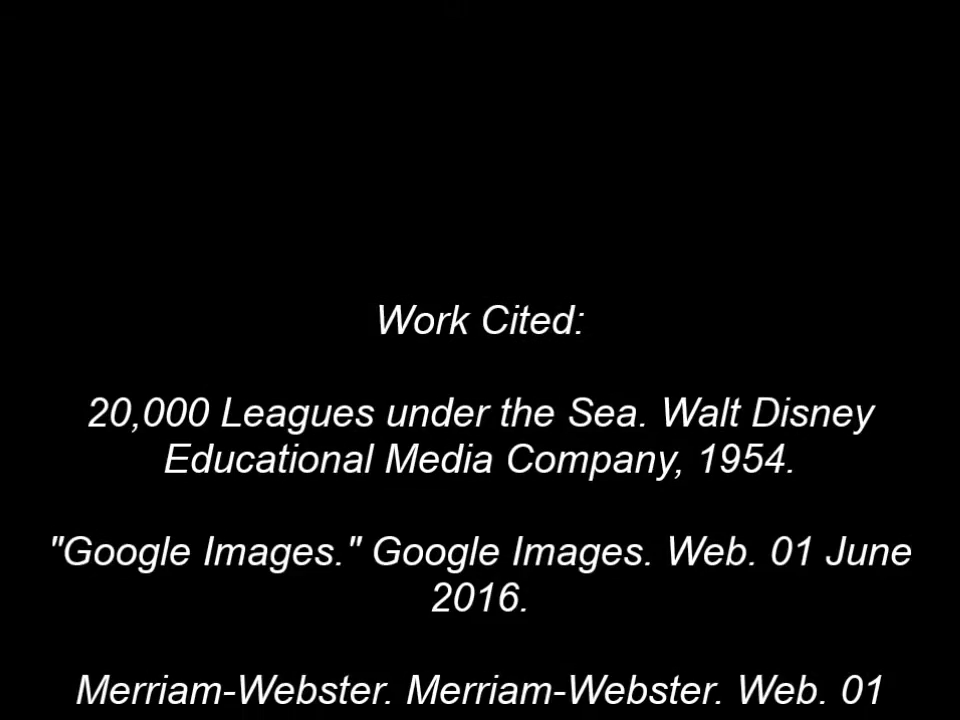 Work Cited:
20,000 Leagues under the Sea. Walt Disney
Educational Media Company, 1954.
"Google Images." Google Images. Web. 01 June
2016.
Merriam-Webster. Merriam-Webster. Web. 01